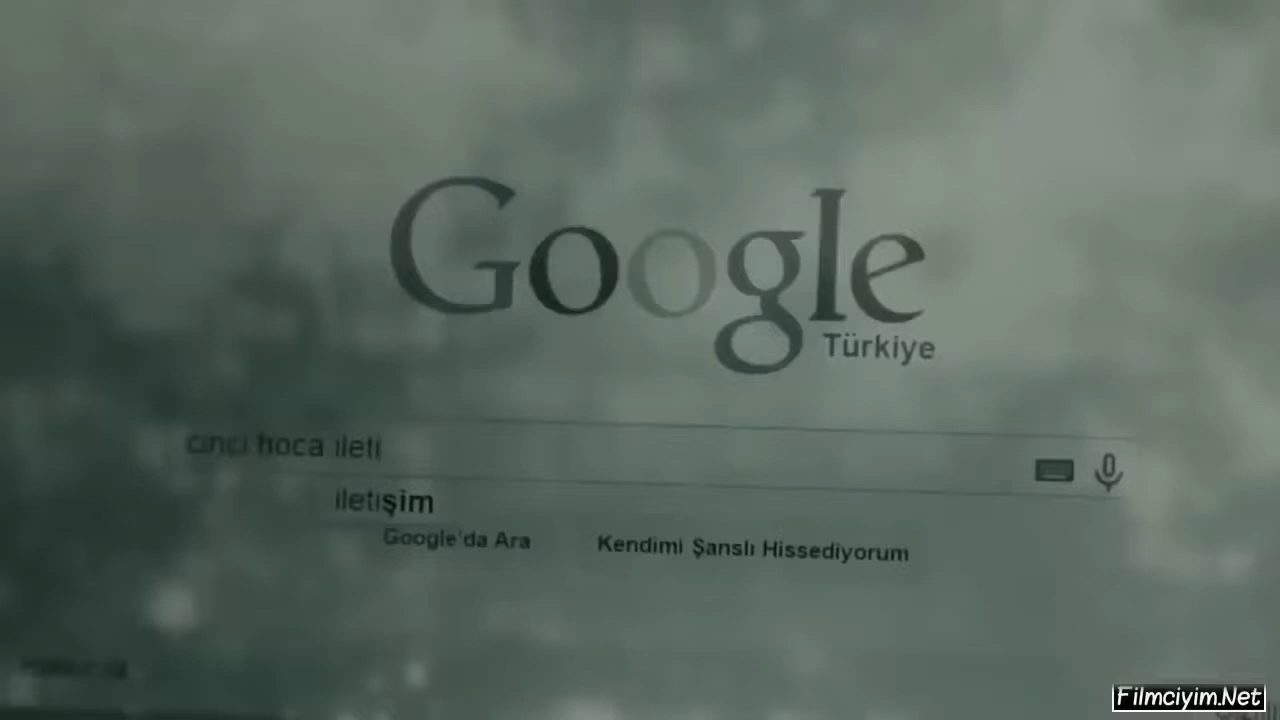 Google
Türkiye
cinci hoca ileti
iletişim
Google'da Ara
Kendimi Şanslı Hissediyorum
Filmciyim.Net